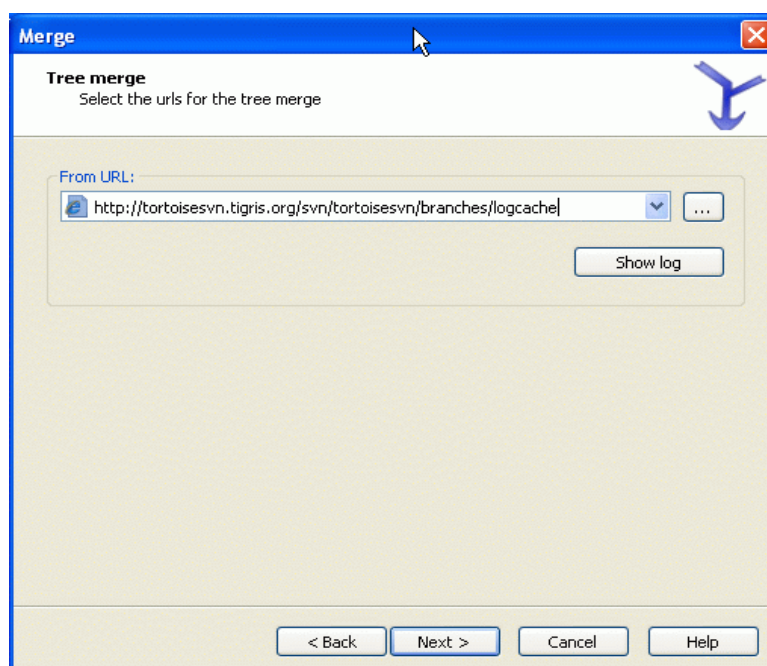 Merge
Tree merge
Select the urls for the tree merge
From URL:
http://tortoisesvn.tigris.org/svn/tortoisesvn/branches/logcache
...
Show log
< Back Next > Cancel Help